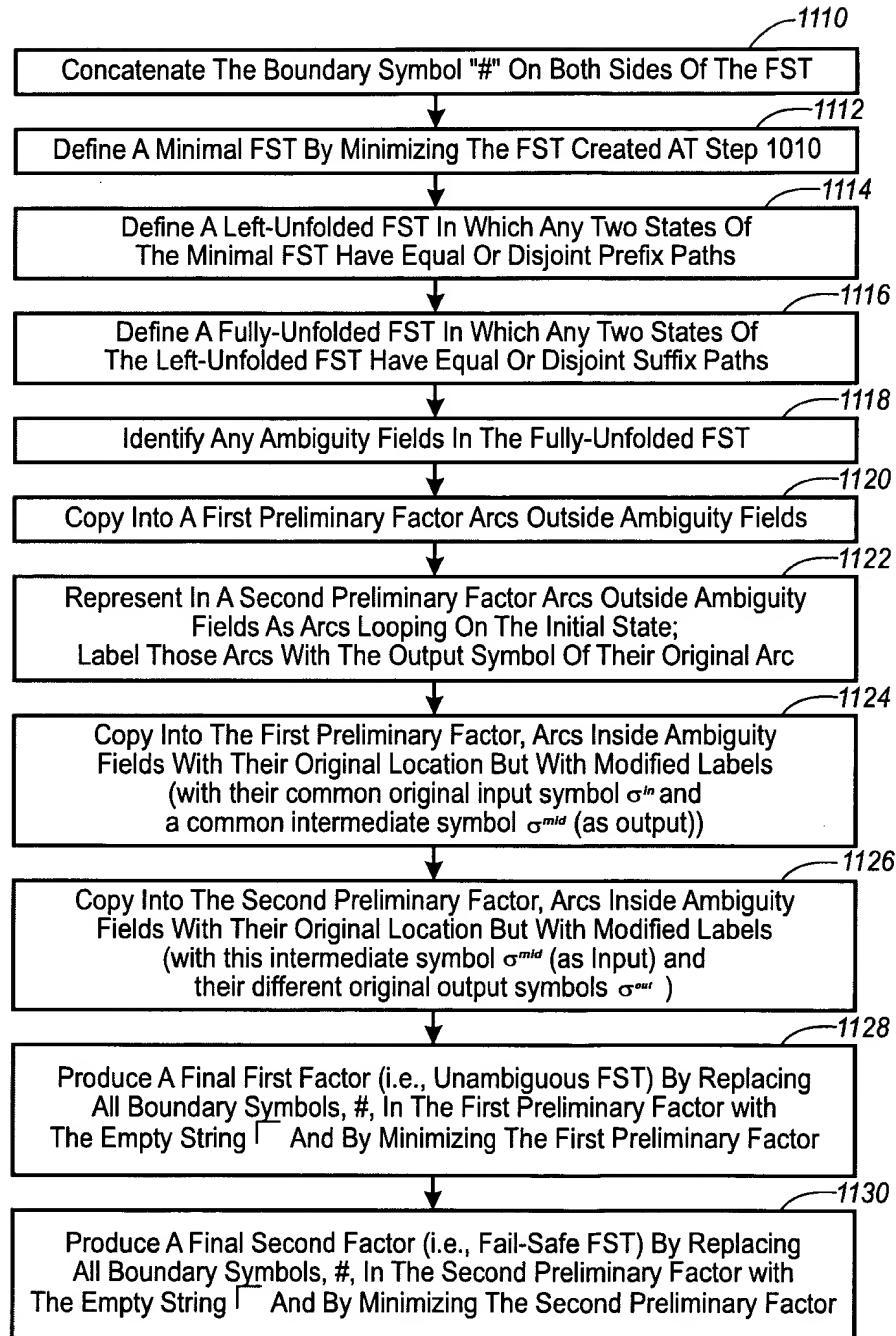 1110
Concatenate The Boundary Symbol "#" On Both Sides Of The FST
1112
Define A Minimal FST By Minimizing The FST Created AT Step 1010
1114
Define A Left-Unfolded FST In Which Any Two States Of
The Minimal FST Have Equal Or Disjoint Prefix Paths
1116
Define A Fully-Unfolded FST In Which Any Two States Of
The Left-Unfolded FST Have Equal Or Disjoint Suffix Paths
1118
Identify Any Ambiguity Fields In The Fully-Unfolded FST
1120
Copy Into A First Preliminary Factor Arcs Outside Ambiguity Fields
1122
Represent In A Second Preliminary Factor Arcs Outside Ambiguity
Fields As Arcs Looping On The Initial State;
Label Those Arcs With The Output Symbol Of Their Original Arc
1124
Copy Into The First Preliminary Factor, Arcs Inside Ambiguity
Fields With Their Original Location But With Modified Labels
(with their common original input symbol σ^in and
a common intermediate symbol σ^mid (as output))
1126
Copy Into The Second Preliminary Factor, Arcs Inside Ambiguity
Fields With Their Original Location But With Modified Labels
(with this intermediate symbol σ^mid (as Input) and
their different original output symbols σ^out )
1128
Produce A Final First Factor (i.e., Unambiguous FST) By Replacing
All Boundary Symbols, #, In The First Preliminary Factor with
The Empty String ⎡ And By Minimizing The First Preliminary Factor
1130
Produce A Final Second Factor (i.e., Fail-Safe FST) By Replacing
All Boundary Symbols, #, In The Second Preliminary Factor with
The Empty String ⎡ And By Minimizing The Second Preliminary Factor